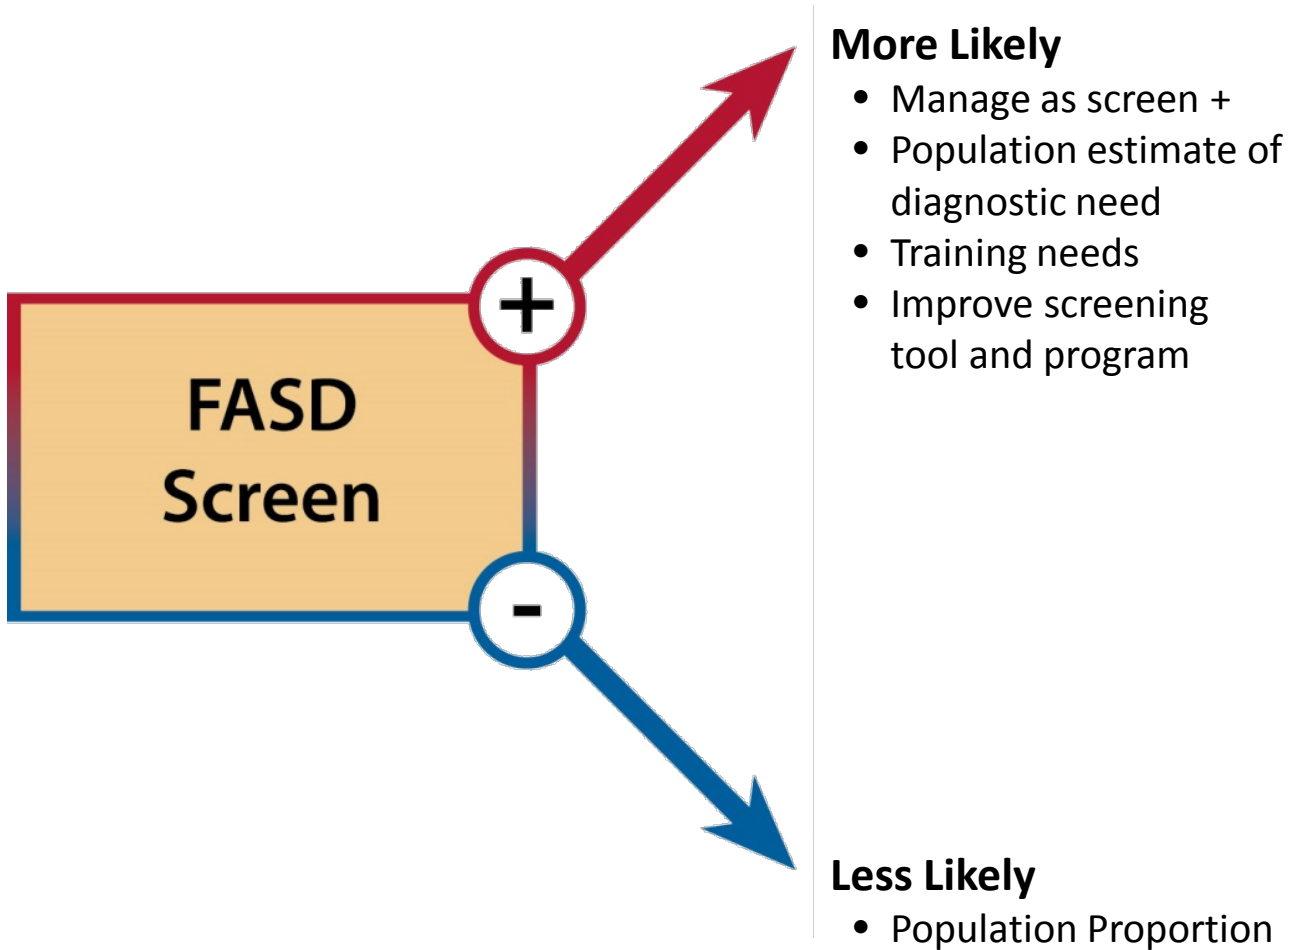 More Likely
• Manage as screen +
• Population estimate of
diagnostic need
• Training needs
• Improve screening
tool and program
+
FASD
Screen
-
Less Likely
• Population Proportion